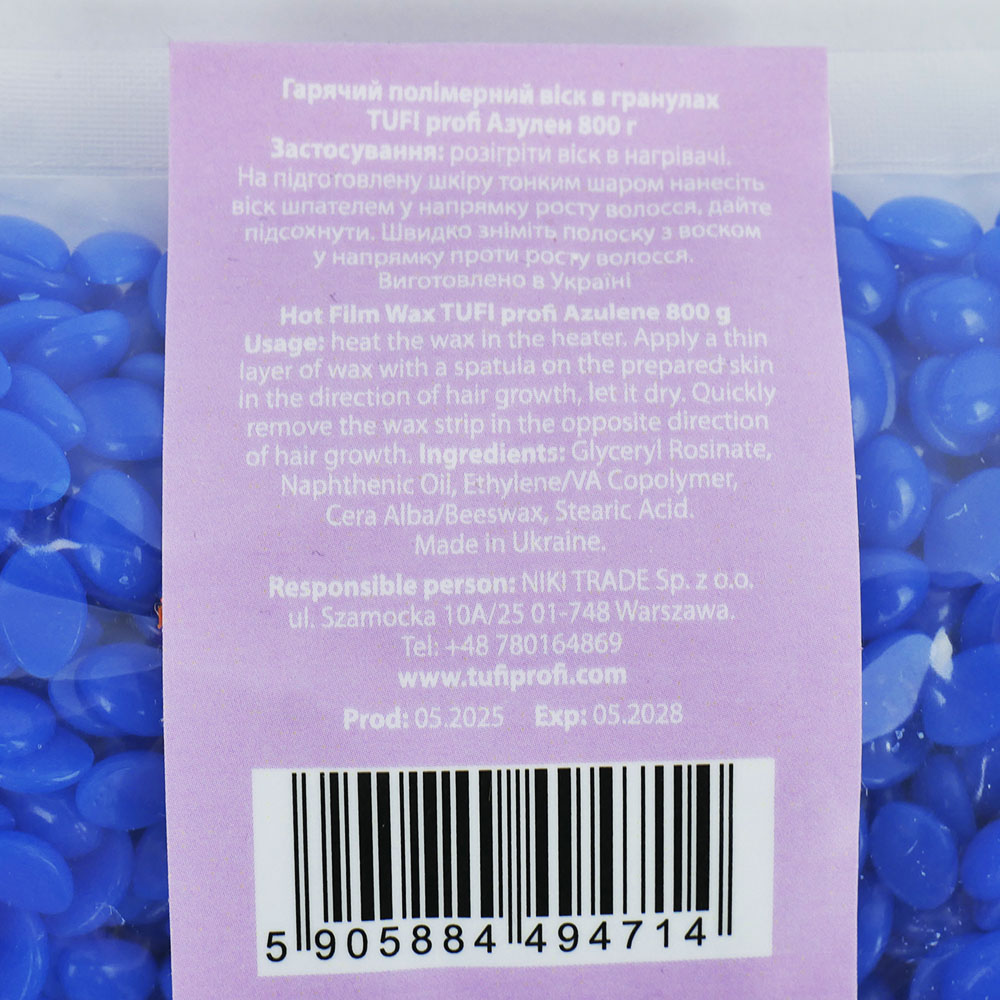 Гарячий полімерний віск в гранулах
TUFI profi Азулен 800 г
Застосування: розігріти віск в нагрівачі.
На підготовлену шкіру тонким шаром нанесіть
віск шпателем у напрямку росту волосся, дайте
підсохнути. Швидко зніміть полоску з воском
у напрямку проти росту волосся.
Виготовлено в Україні
Hot Film Wax TUFI profi Azulene 800 g
Usage: heat the wax in the heater. Apply a thin
layer of wax with a spatula on the prepared skin
in the direction of hair growth, let it dry. Quickly
remove the wax strip in the opposite direction
of hair growth. Ingredients: Glyceryl Rosinate,
Naphthenic Oil, Ethylene/VA Copolymer,
Cera Alba/Beeswax, Stearic Acid.
Made in Ukraine.
Responsible person: NIKI TRADE Sp. z o.o.
ul. Szamocka 10A/25 01-748 Warszawa.
Tel: +48 780164869
www.tufiprofi.com
Prod: 05.2025 Exp: 05.2028
5 905884 494714